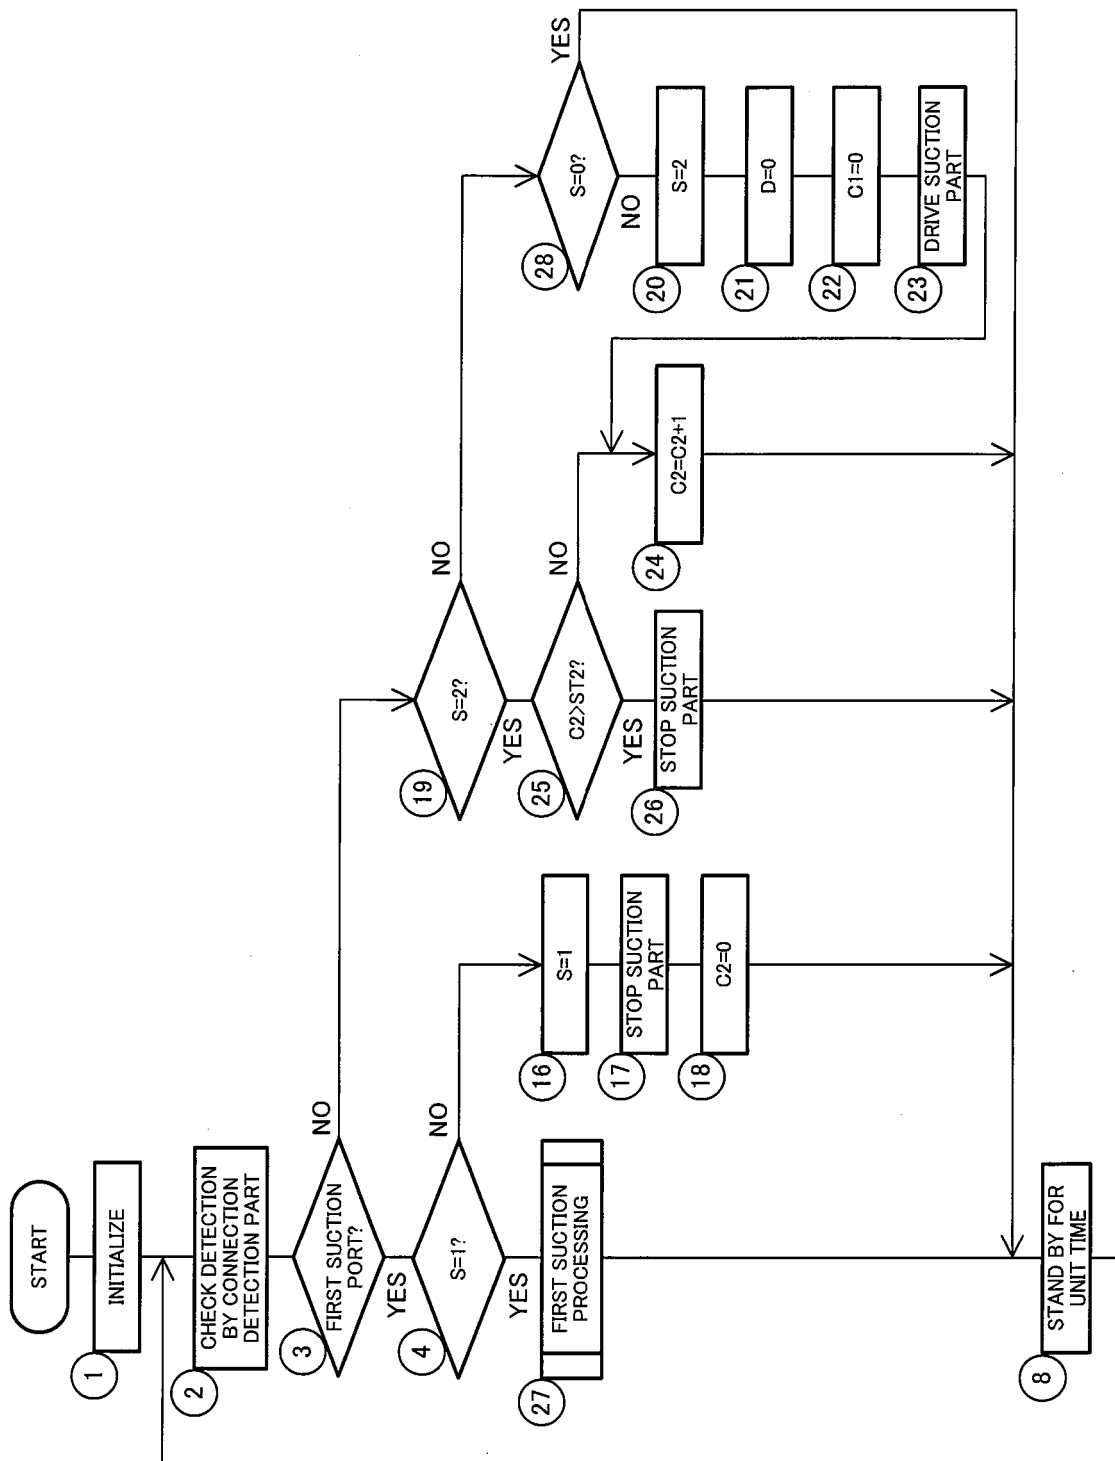 START
1
INITIALIZE
2
CHECK DETECTION
BY CONNECTION
DETECTION PART
3
FIRST SUCTION
PORT?
NO
YES
4
S=1?
NO
YES
27
FIRST SUCTION
PROCESSING
16
S=1
17
STOP SUCTION
PART
18
C2=0
19
S=2?
NO
YES
25
C2>ST2?
NO
YES
26
STOP SUCTION
PART
24
C2=C2+1
28
S=0?
YES
NO
20
S=2
21
D=0
22
C1=0
23
DRIVE SUCTION
PART
8
STAND BY FOR
UNIT TIME